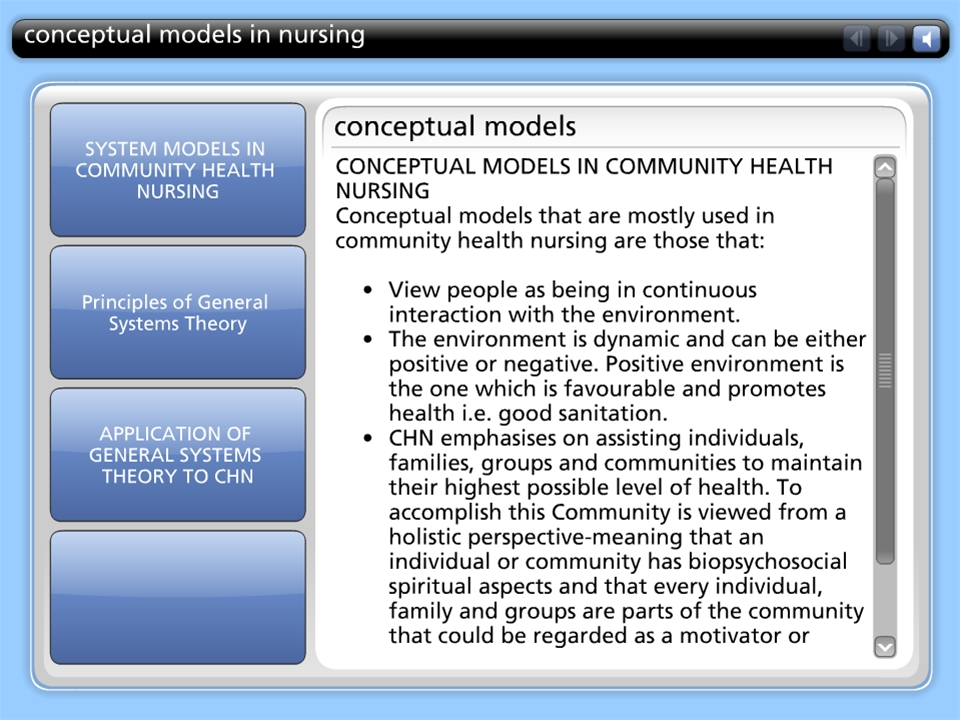 conceptual models in nursing
SYSTEM MODELS IN
COMMUNITY HEALTH
NURSING
Principles of General
Systems Theory
APPLICATION OF
GENERAL SYSTEMS
THEORY TO CHN
conceptual models
CONCEPTUAL MODELS IN COMMUNITY HEALTH
NURSING
Conceptual models that are mostly used in
community health nursing are those that:
• View people as being in continuous
interaction with the environment.
• The environment is dynamic and can be either
positive or negative. Positive environment is
the one which is favourable and promotes
health i.e. good sanitation.
• CHN emphasises on assisting individuals,
families, groups and communities to maintain
their highest possible level of health. To
accomplish this Community is viewed from a
holistic perspective-meaning that an
individual or community has biopsychosocial
spiritual aspects and that every individual,
family and groups are parts of the community
that could be regarded as a motivator or